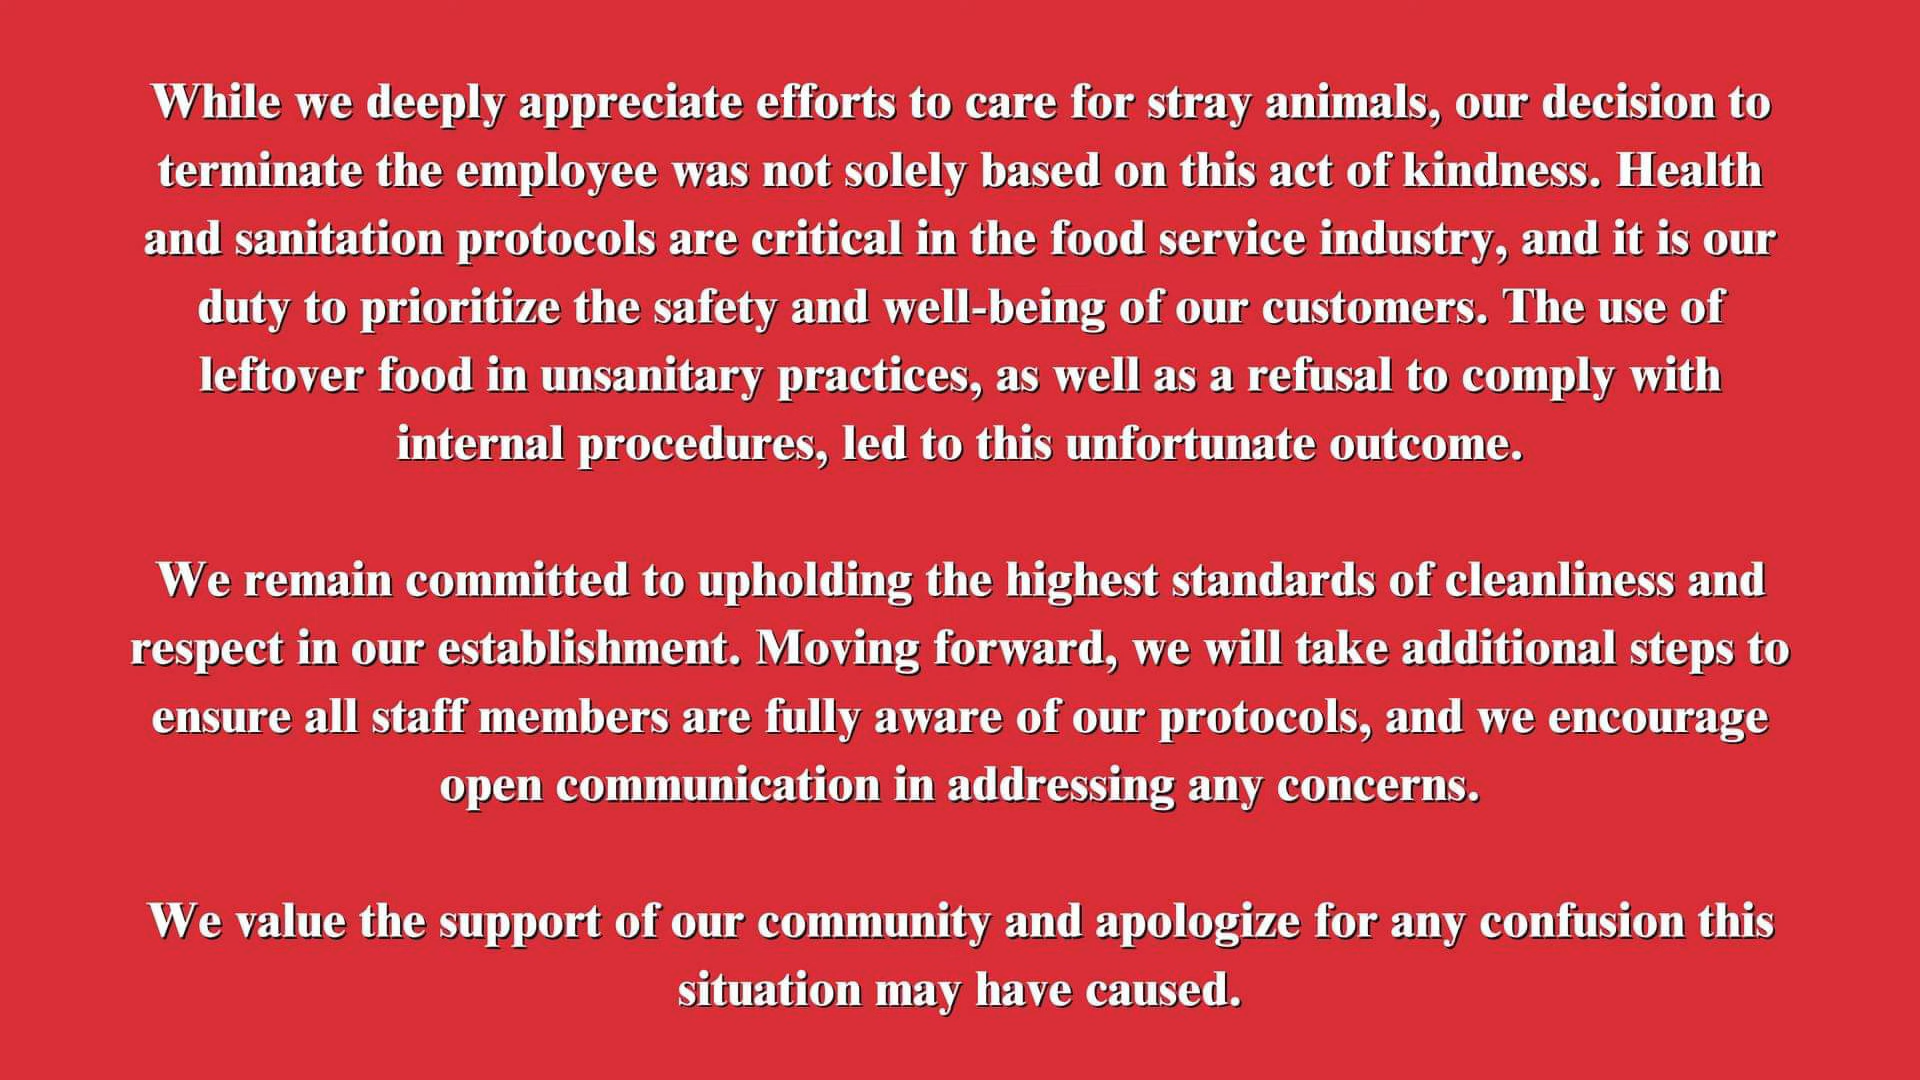 While we deeply appreciate efforts to care for stray animals, our decision to
terminate the employee was not solely based on this act of kindness. Health
and sanitation protocols are critical in the food service industry, and it is our
duty to prioritize the safety and well-being of our customers. The use of
leftover food in unsanitary practices, as well as a refusal to comply with
internal procedures, led to this unfortunate outcome.
We remain committed to upholding the highest standards of cleanliness and
respect in our establishment. Moving forward, we will take additional steps to
ensure all staff members are fully aware of our protocols, and we encourage
open communication in addressing any concerns.
We value the support of our community and apologize for any confusion this
situation may have caused.